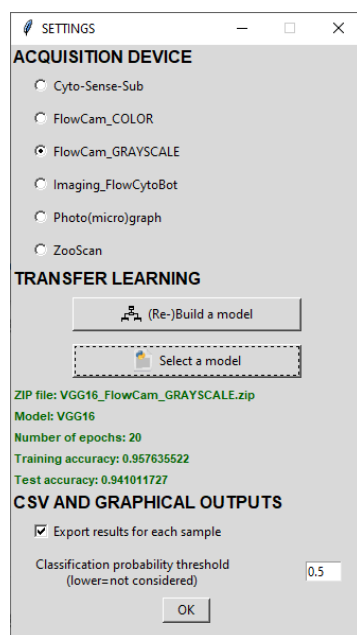 SETTINGS
ACQUISITION DEVICE
Cyto-Sense-Sub
FlowCam_COLOR
FlowCam_GRAYSCALE
Imaging_FlowCytoBot
Photo(micro)graph
ZooScan
TRANSFER LEARNING
(Re-)Build a model
Select a model
ZIP file: VGG16_FlowCam_GRAYSCALE.zip
Model: VGG16
Number of epochs: 20
Training accuracy: 0.957635522
Test accuracy: 0.941011727
CSV AND GRAPHICAL OUTPUTS
Export results for each sample
Classification probability threshold
(lower=not considered)
0.5
OK